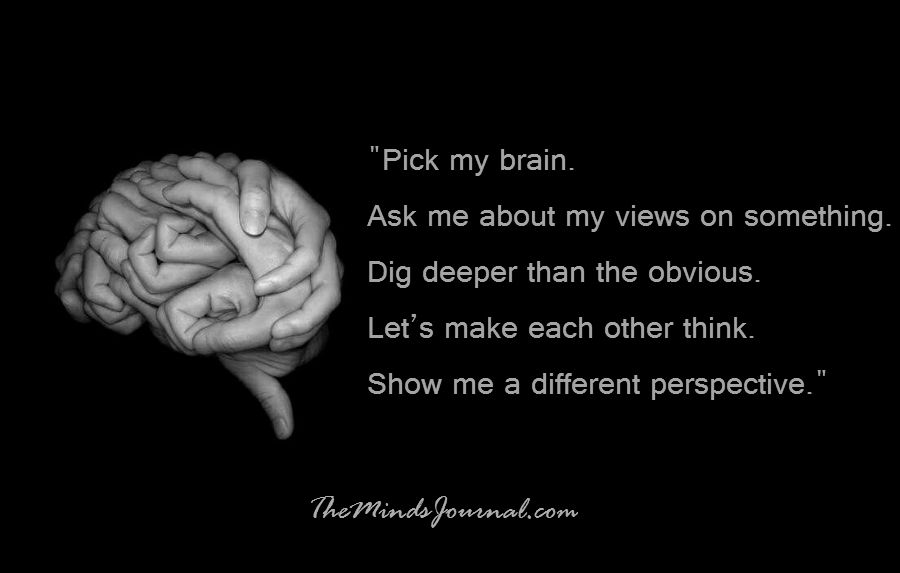 "Pick my brain.
Ask me about my views on something.
Dig deeper than the obvious.
Let’s make each other think.
Show me a different perspective."
TheMindsJournal.com